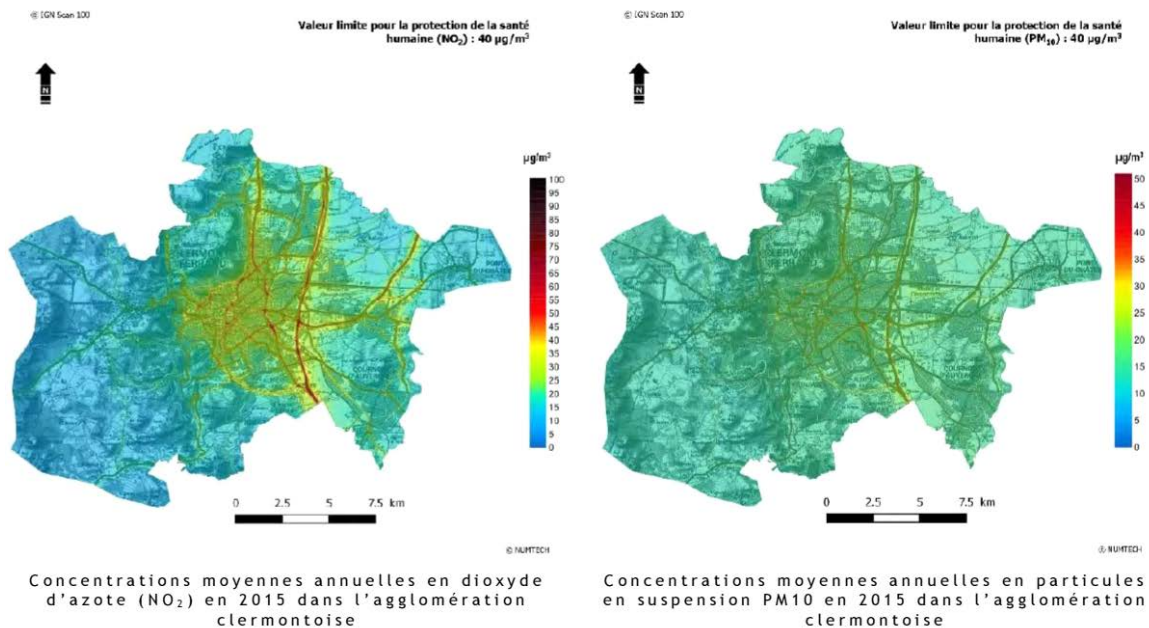 © IGN Scan 100
Valeur limite pour la protection de la santé
humaine (NO₂) : 40 µg/m³
N
µg/m³
100
95
90
85
80
75
70
65
60
55
50
45
40
35
30
25
20
15
10
5
0
0 2.5 5 7.5 km
© NUMTECH
Concentrations moyennes annuelles en dioxyde
d'azote (NO₂) en 2015 dans l'agglomération
clermontoise
© IGN Scan 100
Valeur limite pour la protection de la santé
humaine (PM₁₀) : 40 µg/m³
N
µg/m³
50
45
40
35
30
25
20
15
10
5
0
0 2.5 5 7.5 km
© NUMTECH
Concentrations moyennes annuelles en particules
en suspension PM10 en 2015 dans l'agglomération
clermontoise